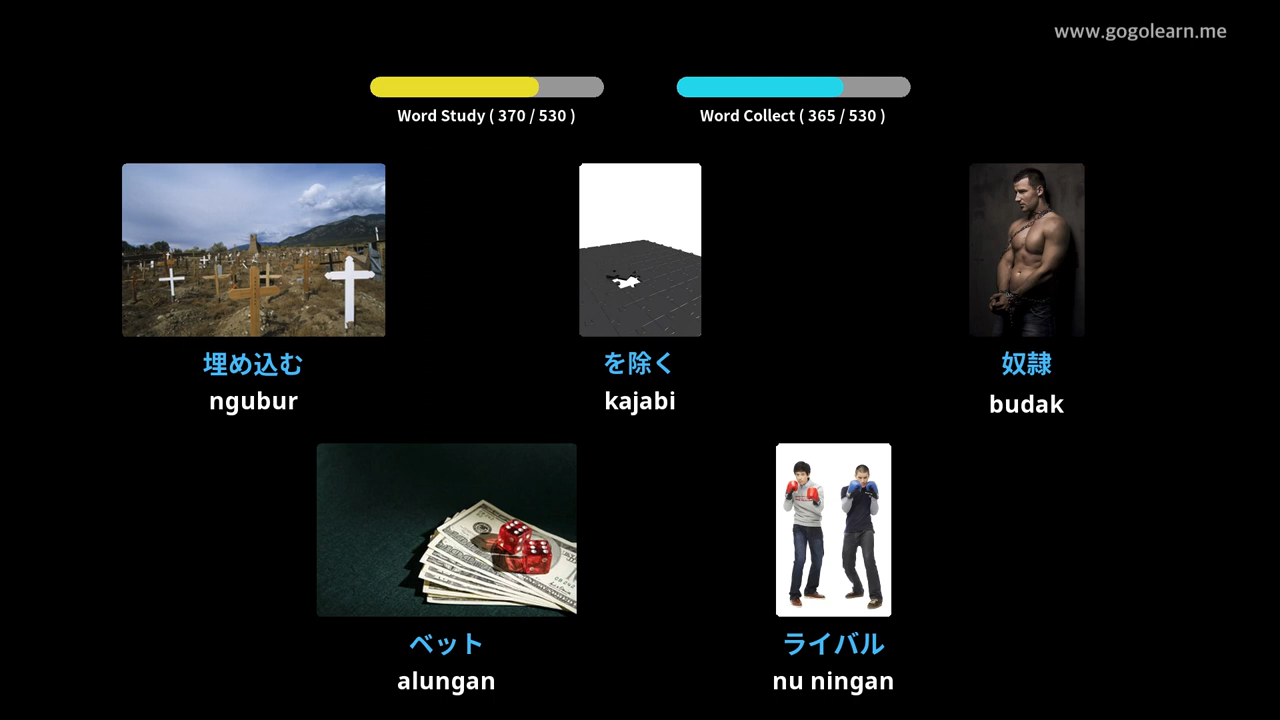 www.gogolearn.me
Word Study ( 370 / 530 )
Word Collect ( 365 / 530 )
埋め込む
ngubur
を除く
kajabi
奴隷
budak
ベット
alungan
ライバル
nu ningan